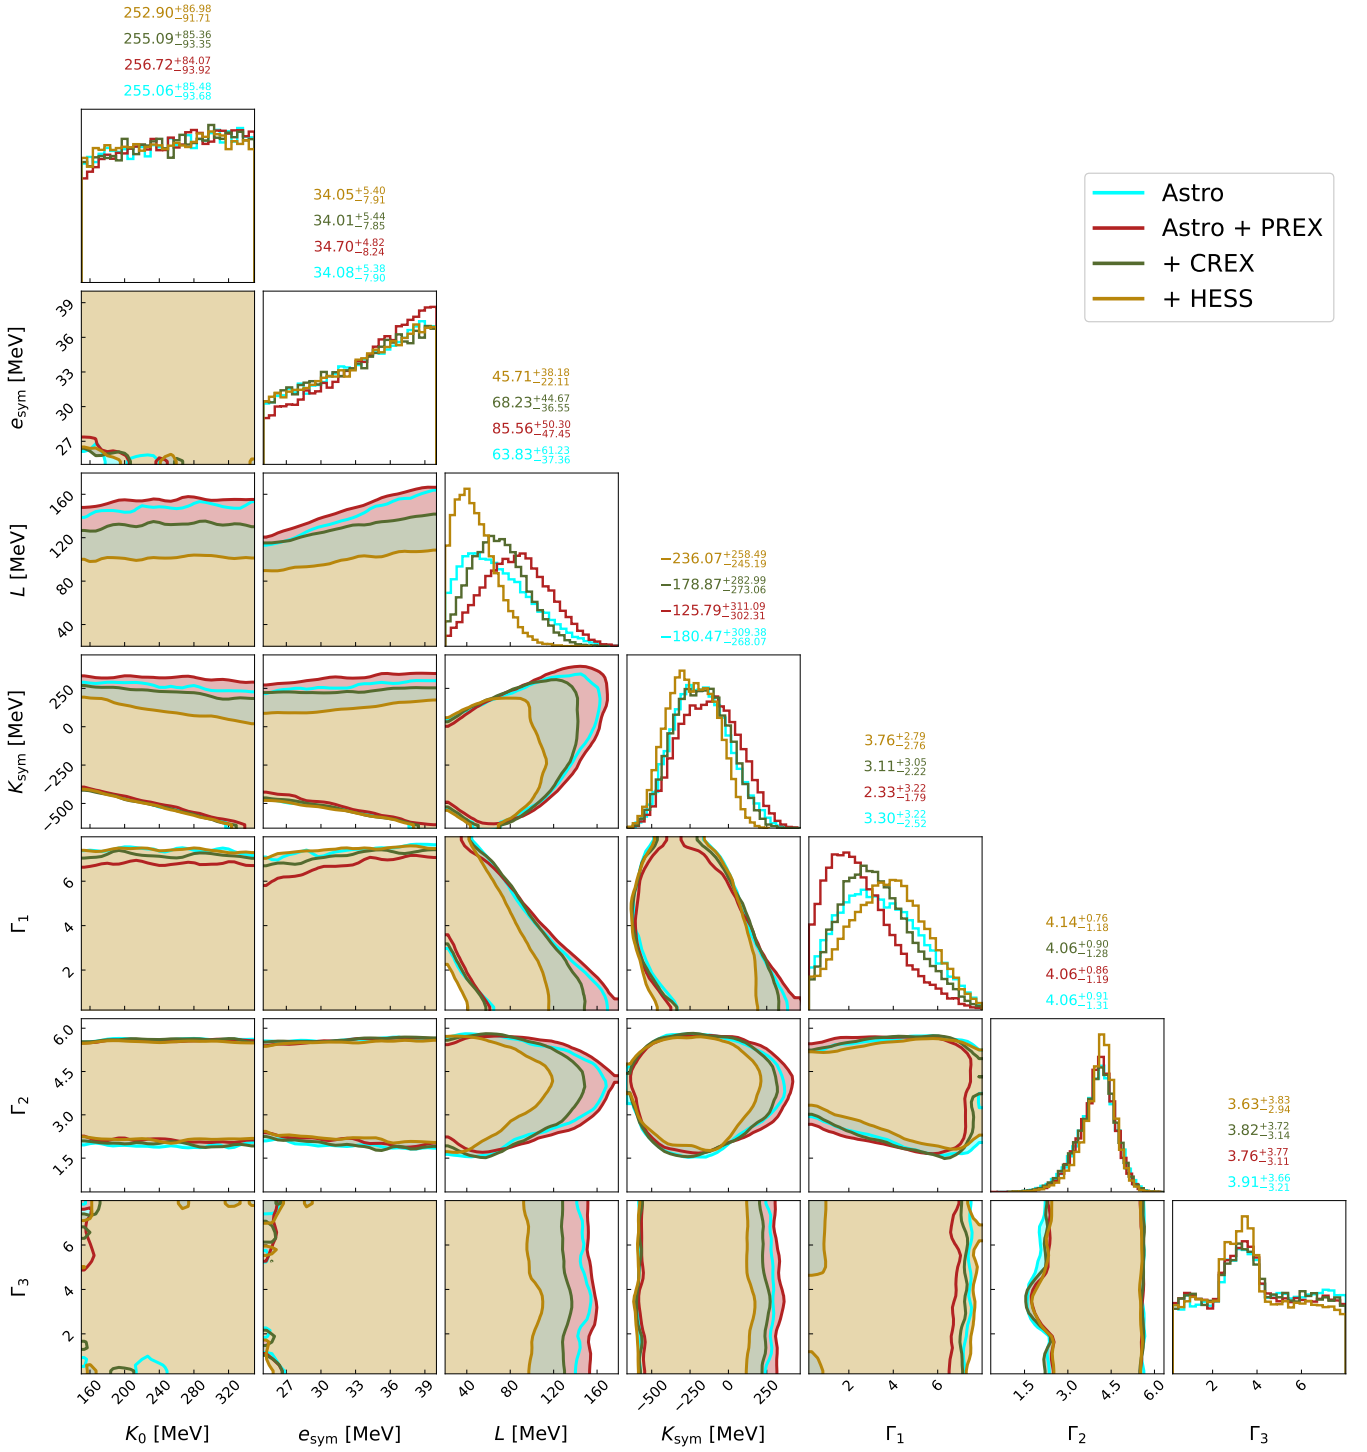 252.90+86.98−91.71
255.09+85.36−93.35
256.72+84.07−93.92
255.06+85.48−93.68
34.05+5.40−7.91
34.01+5.44−7.85
34.70+4.82−8.24
34.08+5.38−7.90
Astro
Astro + PREX
+ CREX
+ HESS
45.71+38.18−22.11
68.23+44.67−36.55
85.56+50.30−47.45
63.83+61.23−37.36
−236.07+258.49−245.19
−178.87+282.99−273.06
−125.79+311.09−302.31
−180.47+309.38−268.07
3.76+2.79−2.76
3.11+3.05−2.22
2.33+3.22−1.79
3.30+3.22−2.52
4.14+0.76−1.18
4.06+0.90−1.28
4.06+0.86−1.19
4.06+0.91−1.31
3.63+3.83−2.94
3.82+3.72−3.14
3.76+3.77−3.11
3.91+3.66−3.21
esym [MeV]
39
36
33
30
27
L [MeV]
160
120
80
40
Ksym [MeV]
250
0
−250
−500
Γ1
6
4
2
Γ2
6.0
4.5
3.0
1.5
Γ3
6
4
2
160 200 240 280 320
27 30 33 36 39
40 80 120 160
−500 −250 0 250
2 4 6
1.5 3.0 4.5 6.0
2 4 6
K0 [MeV]
esym [MeV]
L [MeV]
Ksym [MeV]
Γ1
Γ2
Γ3